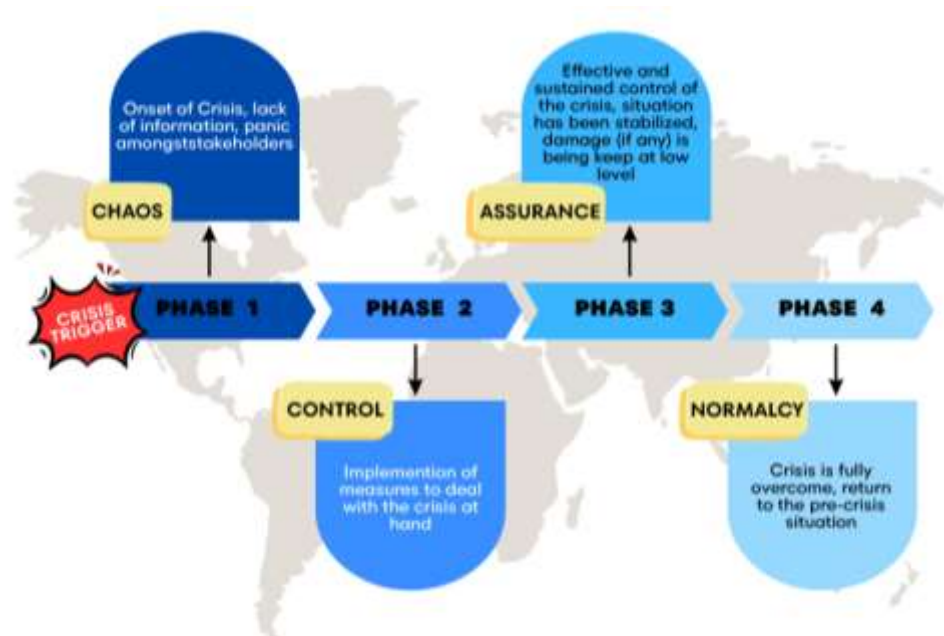 Onset of Crisis, lack
of information, panic
amongststakeholders
CHAOS
Effective and
sustained control of
the crisis, situation
has been stabilized,
damage (if any) is
being keep at low
level
ASSURANCE
CRISIS
TRIGGER
PHASE 1
PHASE 2
PHASE 3
PHASE 4
CONTROL
Implemention of
measures to deal
with the crisis at
hand
NORMALCY
Crisis is fully
overcome, return
to the pre-crisis
situation